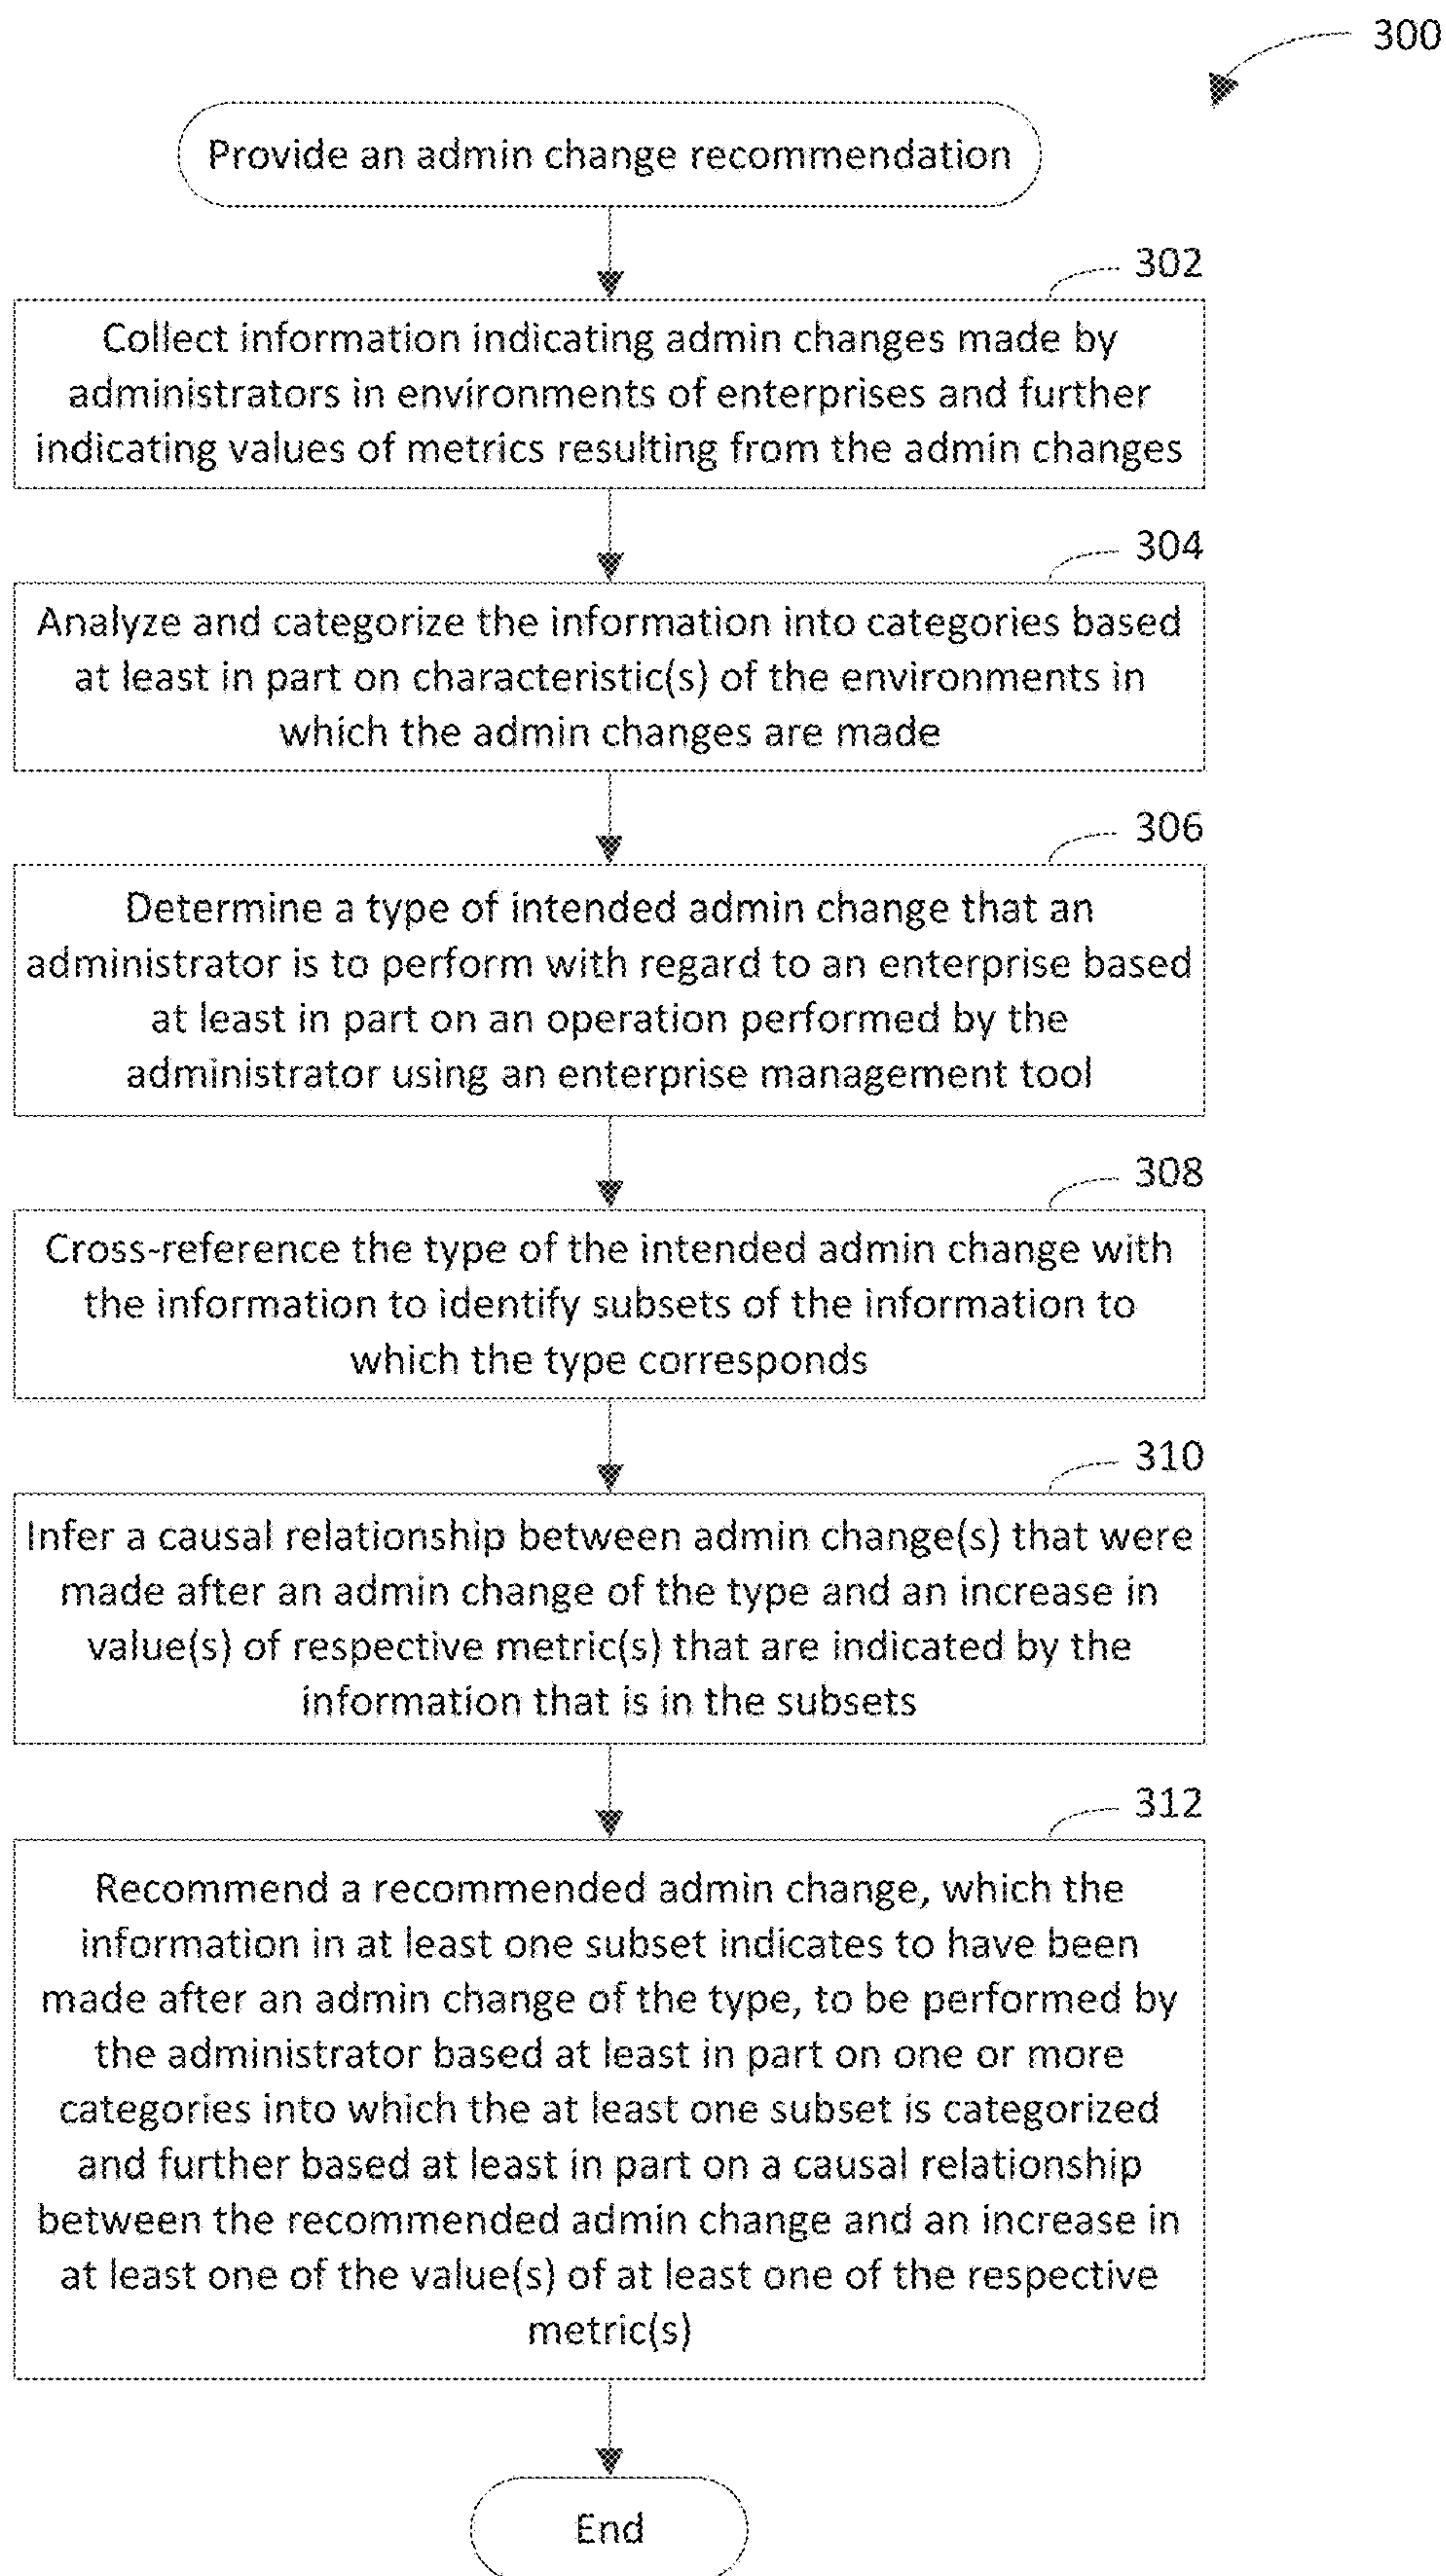 300
Provide an admin change recommendation
302
Collect information indicating admin changes made by
administrators in environments of enterprises and further
indicating values of metrics resulting from the admin changes
304
Analyze and categorize the information into categories based
at least in part on characteristic(s) of the environments in
which the admin changes are made
306
Determine a type of intended admin change that an
administrator is to perform with regard to an enterprise based
at least in part on an operation performed by the
administrator using an enterprise management tool
308
Cross-reference the type of the intended admin change with
the information to identify subsets of the information to
which the type corresponds
310
Infer a causal relationship between admin change(s) that were
made after an admin change of the type and an increase in
value(s) of respective metric(s) that are indicated by the
information that is in the subsets
312
Recommend a recommended admin change, which the
information in at least one subset indicates to have been
made after an admin change of the type, to be performed by
the administrator based at least in part on one or more
categories into which the at least one subset is categorized
and further based at least in part on a causal relationship
between the recommended admin change and an increase in
at least one of the value(s) of at least one of the respective
metric(s)
End